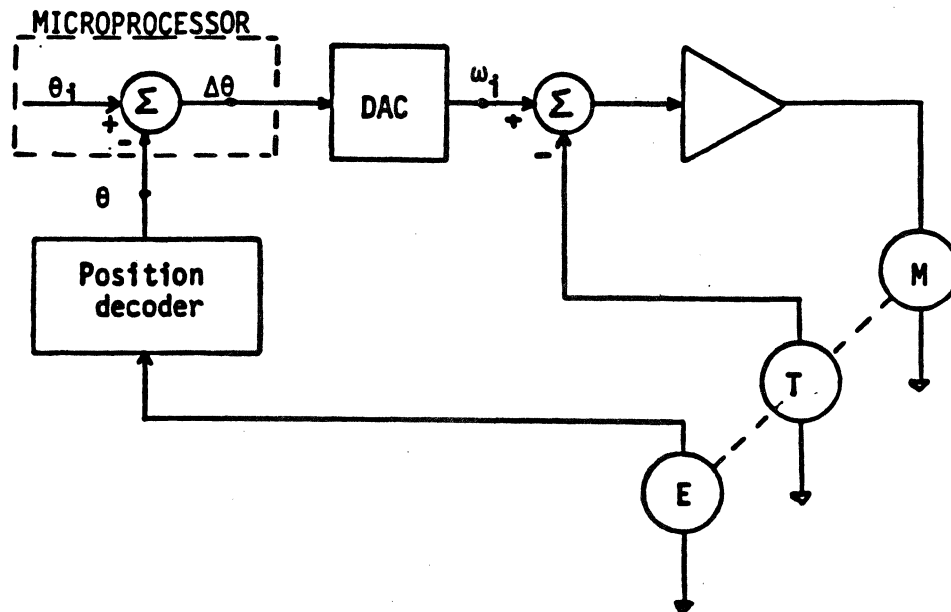 MICROPROCESSOR
θi
Σ
Δθ
+
-
DAC
ωi
Σ
+
-
θ
Position
decoder
M
T
E